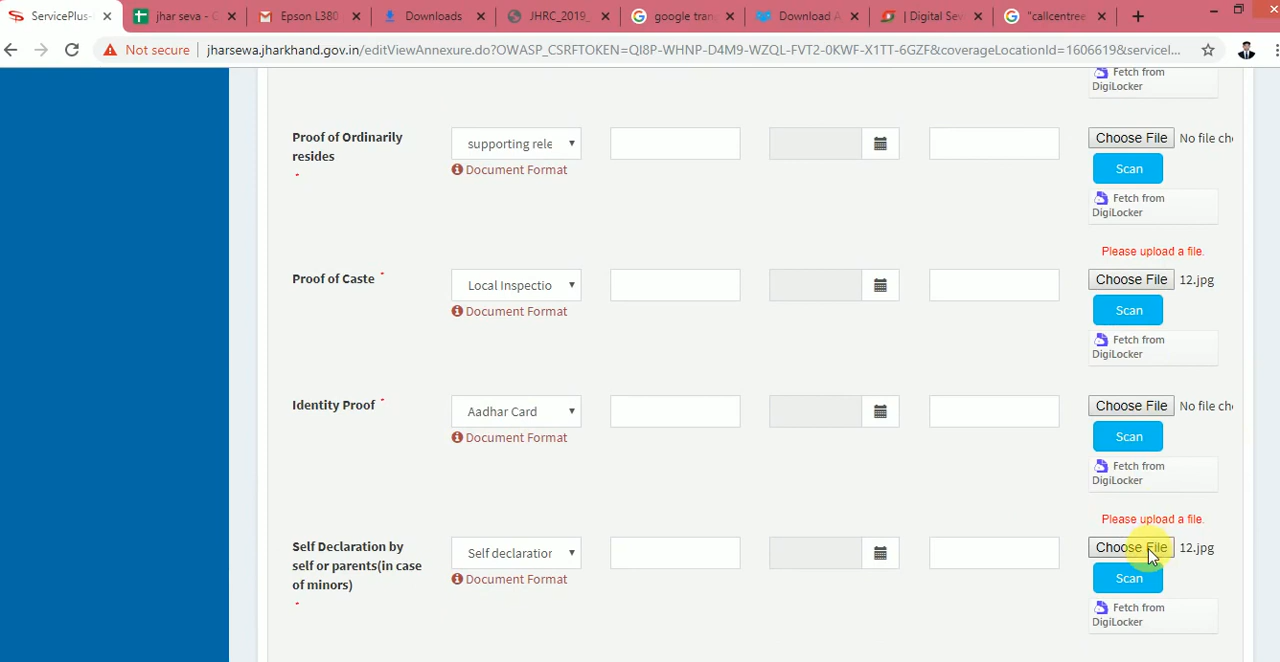 ServicePlus-
jhar seva - G
Epson L380
Downloads
JHRC_2019_
google tran
Download A
| Digital Sev
"callcentre
Not secure
jharsewa.jharkhand.gov.in/editViewAnnexure.do?OWASP_CSRFTOKEN=QI8P-WHNP-D4M9-WZQL-FVT2-0KWF-X1TT-6GZF&coverageLocationId=1606619&serviceI...
Fetch from
DigiLocker
Proof of Ordinarily
resides
*
supporting rele
Document Format
Choose File No file cho
Scan
Fetch from
DigiLocker
Please upload a file.
Proof of Caste *
Local Inspectio
Document Format
Choose File 12.jpg
Scan
Fetch from
DigiLocker
Identity Proof *
Aadhar Card
Document Format
Choose File No file cho
Scan
Fetch from
DigiLocker
Please upload a file.
Self Declaration by
self or parents(in case
of minors)
*
Self declaration
Document Format
Choose File 12.jpg
Scan
Fetch from
DigiLocker